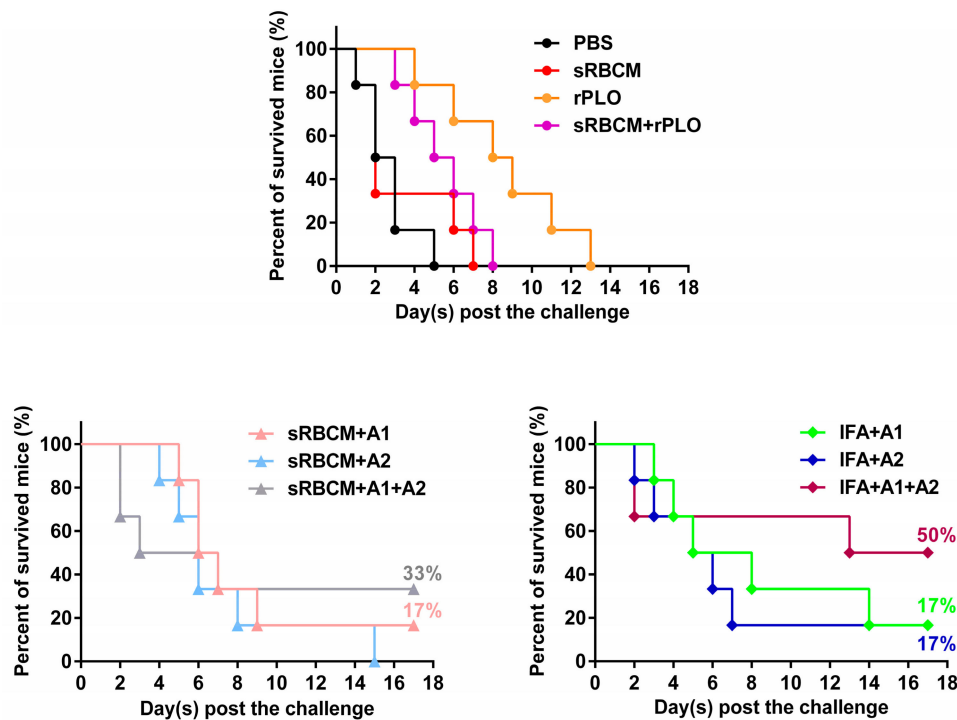 Percent of survived mice (%)
100
80
60
40
20
0
0 2 4 6 8 10 12 14 16 18
Day(s) post the challenge
PBS
sRBCM
rPLO
sRBCM+rPLO
Percent of survived mice (%)
100
80
60
40
20
0
0 2 4 6 8 10 12 14 16 18
Day(s) post the challenge
sRBCM+A1
sRBCM+A2
sRBCM+A1+A2
33%
17%
Percent of survived mice (%)
100
80
60
40
20
0
0 2 4 6 8 10 12 14 16 18
Day(s) post the challenge
IFA+A1
IFA+A2
IFA+A1+A2
50%
17%
17%